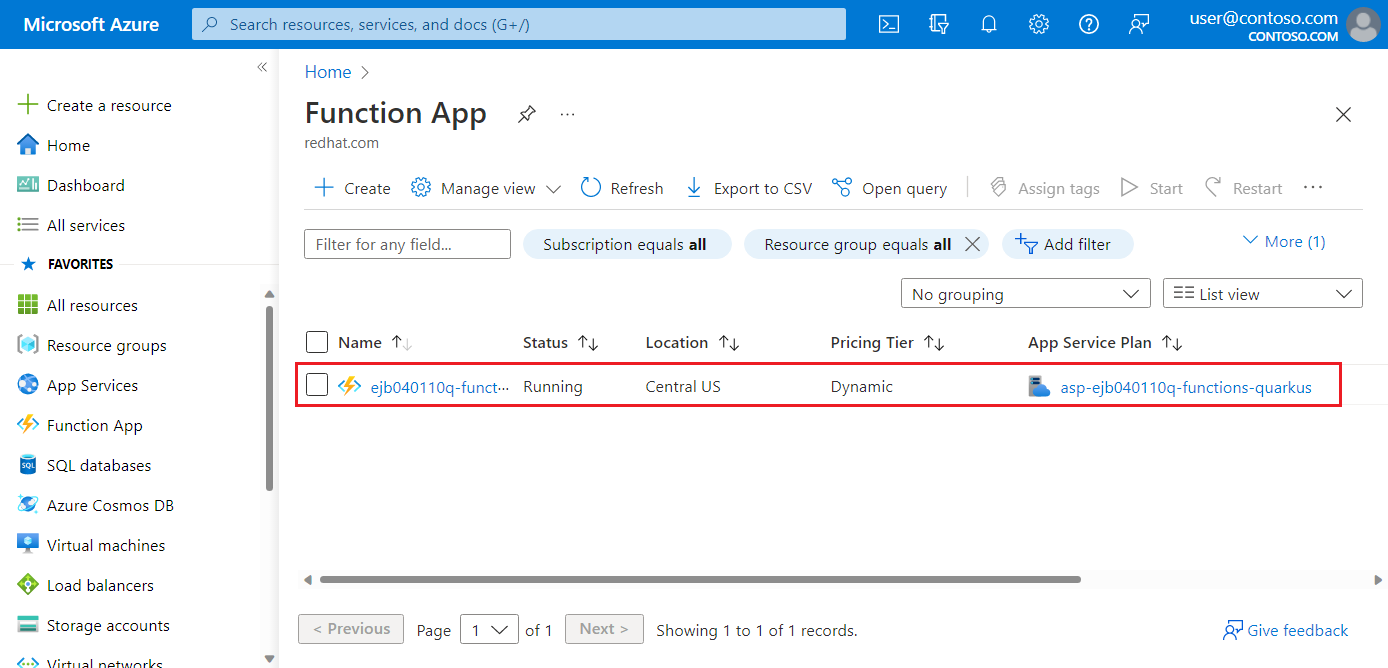 Microsoft Azure
Search resources, services, and docs (G+/)
user@contoso.com
CONTOSO.COM
Create a resource
Home
Dashboard
All services
FAVORITES
All resources
Resource groups
App Services
Function App
SQL databases
Azure Cosmos DB
Virtual machines
Load balancers
Storage accounts
Virtual networks
Home
Function App
...
redhat.com
Create
Manage view
Refresh
Export to CSV
Open query
Assign tags
Start
Restart
...
Filter for any field...
Subscription equals all
Resource group equals all
Add filter
More (1)
No grouping
List view
Name
Status
Location
Pricing Tier
App Service Plan
ejb040110q-funct...
Running
Central US
Dynamic
asp-ejb040110q-functions-quarkus
< Previous
Page
1
of 1
Next >
Showing 1 to 1 of 1 records.
Give feedback